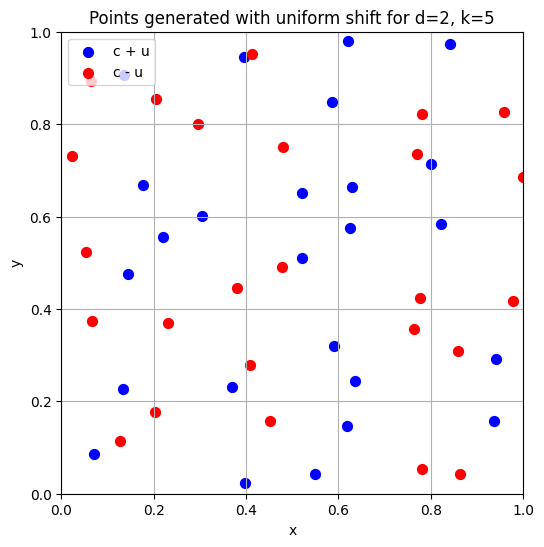 Points generated with uniform shift for d=2, k=5
c + u
c - u
1.0
0.8
0.6
0.4
0.2
0.0
y
0.0 0.2 0.4 0.6 0.8 1.0
x